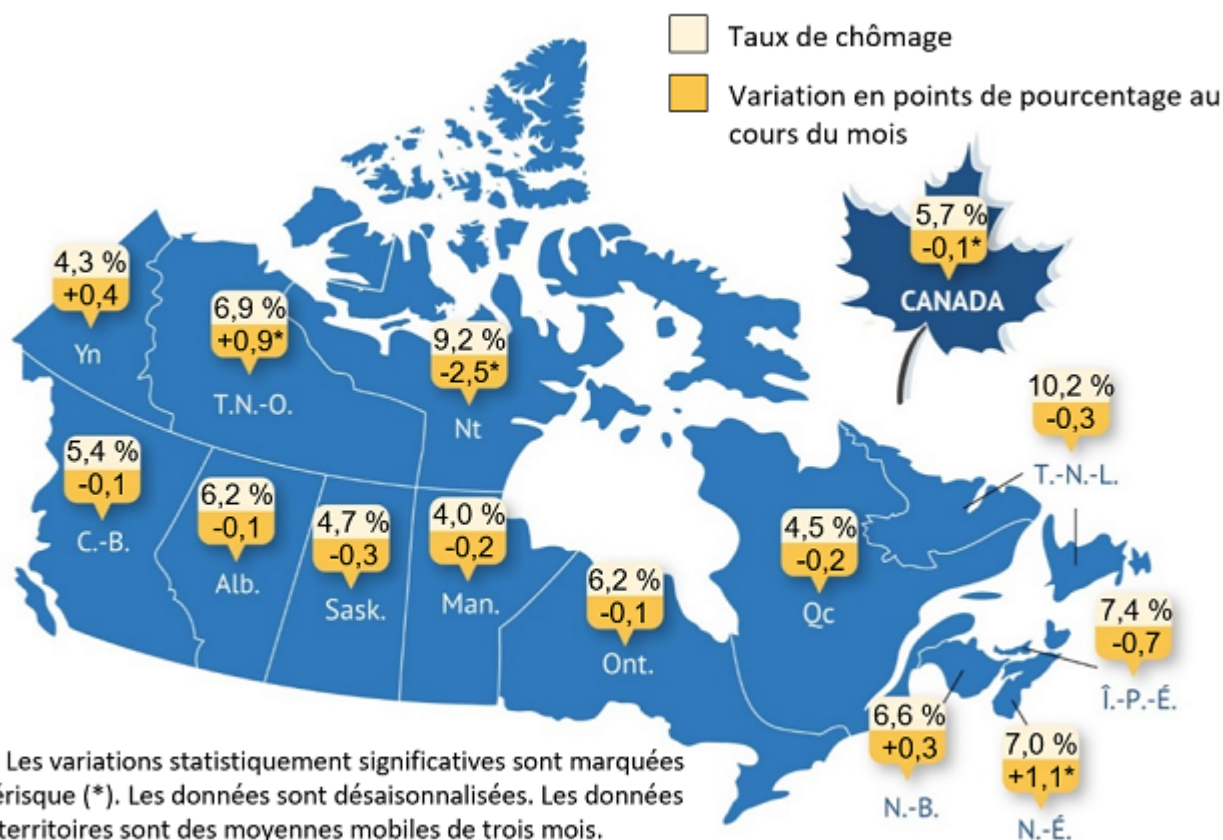 Taux de chômage
Variation en points de pourcentage au
cours du mois
5,7 %
-0,1*
CANADA
4,3 %
+0,4
Yn
6,9 %
+0,9*
T.N.-O.
9,2 %
-2,5*
Nt
10,2 %
-0,3
T.-N.-L.
5,4 %
-0,1
C.-B.
6,2 %
-0,1
Alb.
4,7 %
-0,3
Sask.
4,0 %
-0,2
Man.
6,2 %
-0,1
Ont.
4,5 %
-0,2
Qc
7,4 %
-0,7
Î.-P.-É.
6,6 %
+0,3
N.-B.
7,0 %
+1,1*
N.-É.
Les variations statistiquement significatives sont marquées
érisque (*). Les données sont désaisonnalisées. Les données
territoires sont des moyennes mobiles de trois mois.